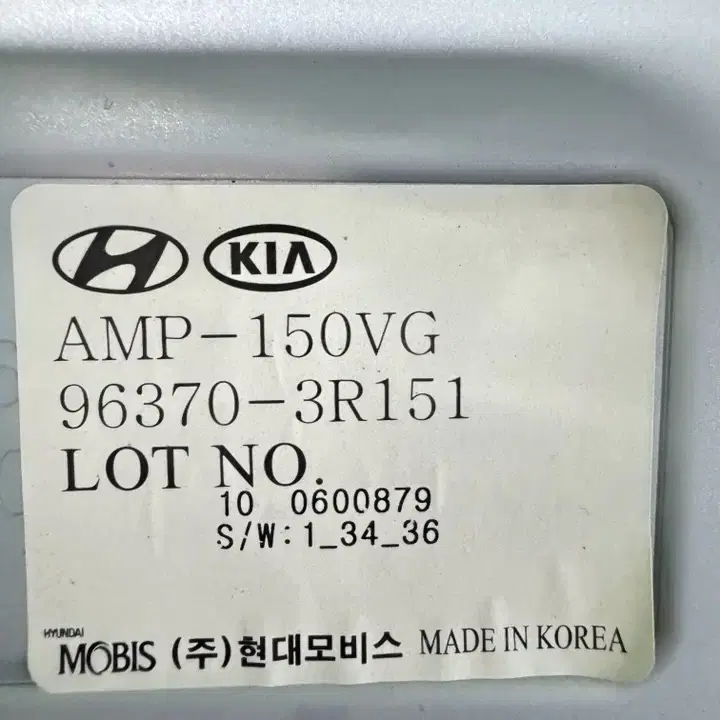 KIA
AMP-150VG
96370-3R151
LOT NO.
10 0600879
S/W:1_34_36
HYUNDAI
MOBIS (주)현대모비스 MADE IN KOREA